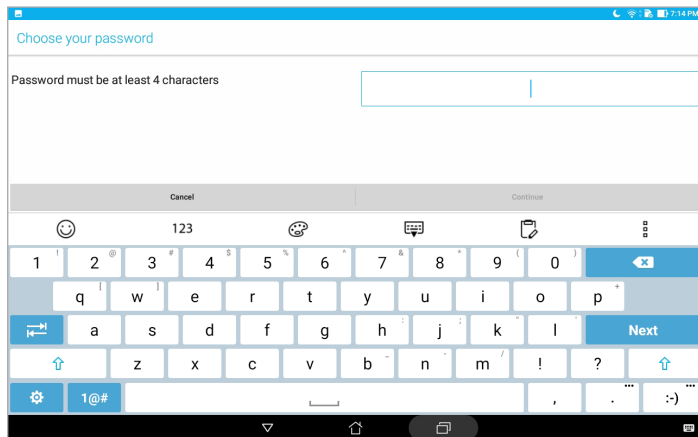 7:14 PM
Choose your password
Password must be at least 4 characters
Cancel Continue
123
1 ! 2 @ 3 # 4 $ 5 % 6 ^ 7 & 8 * 9 ( 0 )
q [ w ] e r t y u i o p +
a s d f g h : j ; k " l '
Next
z x c v b _ n - m / ! ?
1@# , . ... :-) ...